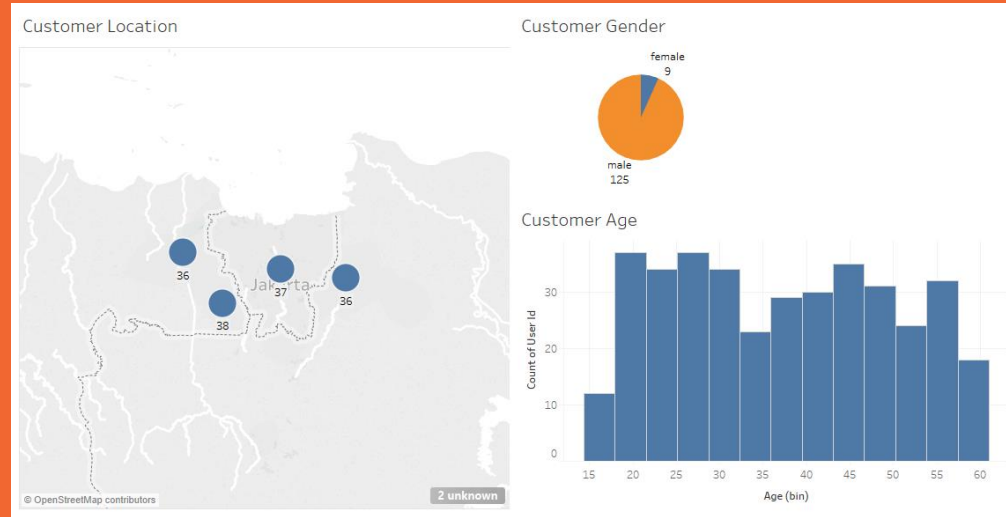 Customer Location
36
38
Jakarta
37
36
© OpenStreetMap contributors
2 unknown
Customer Gender
female
9
male
125
Customer Age
Count of User Id
30
20
10
0
15 20 25 30 35 40 45 50 55 60
Age (bin)